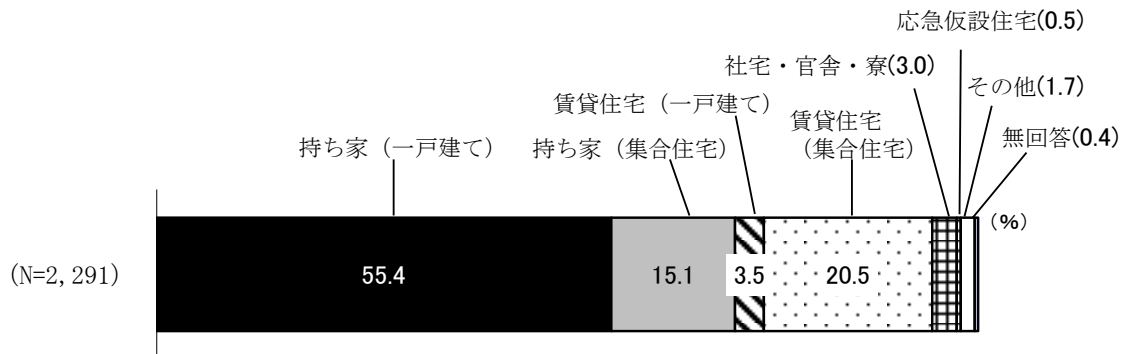 応急仮設住宅(0.5)
社宅・官舎・寮(3.0)
その他(1.7)
賃貸住宅（一戸建て）
賃貸住宅
（集合住宅）
無回答(0.4)
持ち家（一戸建て）
持ち家（集合住宅）
（%）
(N=2,291)
55.4
15.1
3.5
20.5